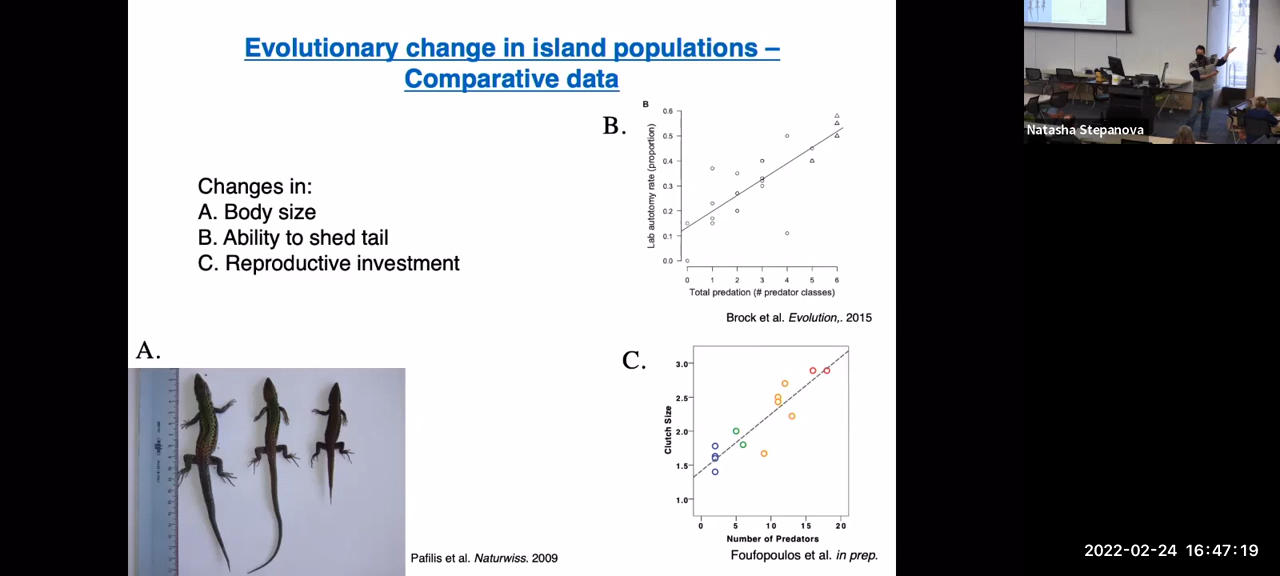 Evolutionary change in island populations –
Comparative data
Changes in:
A. Body size
B. Ability to shed tail
C. Reproductive investment
B.
B
Lab autotomy rate (proportion)
0.6
0.5
0.4
0.3
0.2
0.1
0.0
0 1 2 3 4 5 6
Total predation (# predator classes)
Brock et al. Evolution,. 2015
A.
Pafilis et al. Naturwiss. 2009
C.
Clutch Size
3.0
2.5
2.0
1.5
1.0
0 5 10 15 20
Number of Predators
Foufopoulos et al. in prep.
Natasha Stepanova
2022-02-24 16:47:19